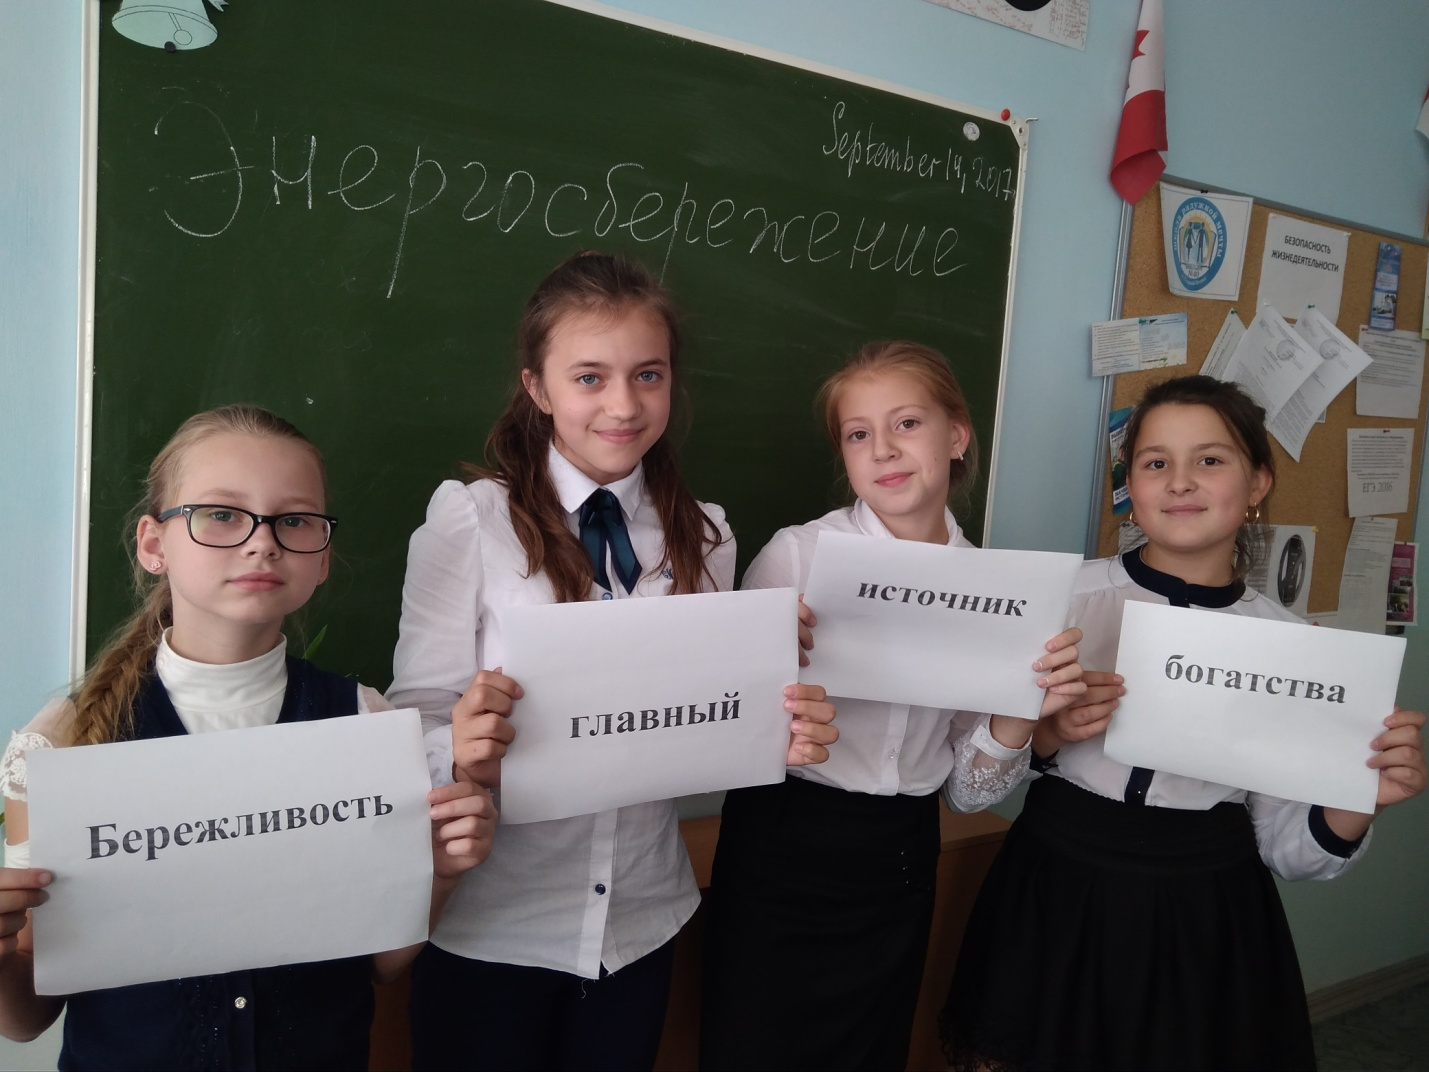 Энергосбережение
September 14, 2017
БЕЗОПАСНОСТЬ
ЖИЗНЕДЕЯТЕЛЬНОСТИ
Бережливость
главный
источник
богатства